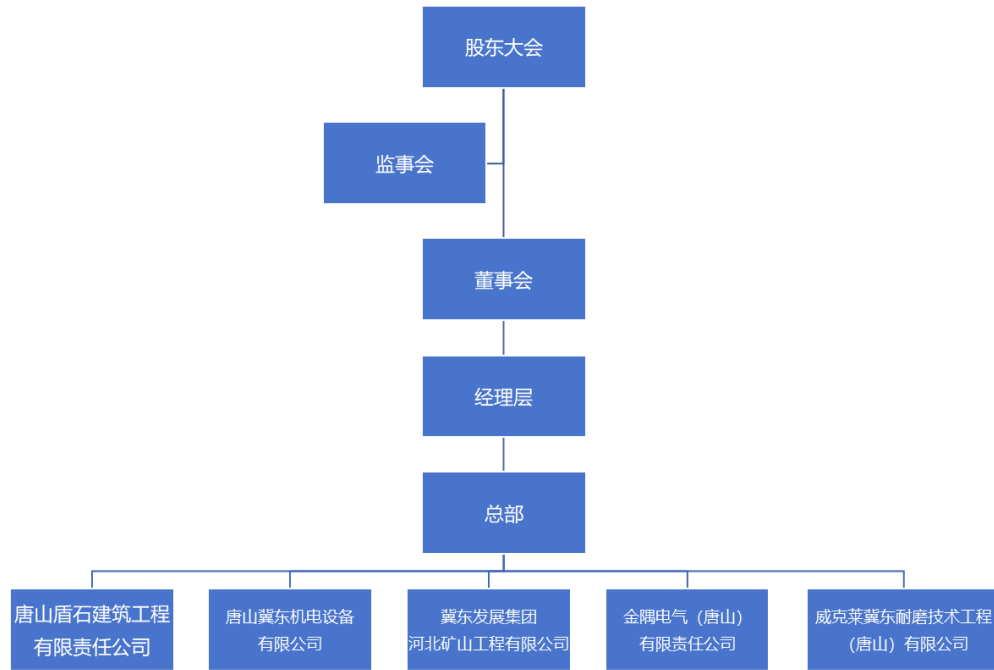 股东大会
监事会
董事会
经理层
总部
唐山盾石建筑工程
有限责任公司
唐山冀东机电设备
有限公司
冀东发展集团
河北矿山工程有限公司
金隅电气（唐山）
有限责任公司
威克莱冀东耐磨技术工程
（唐山）有限公司